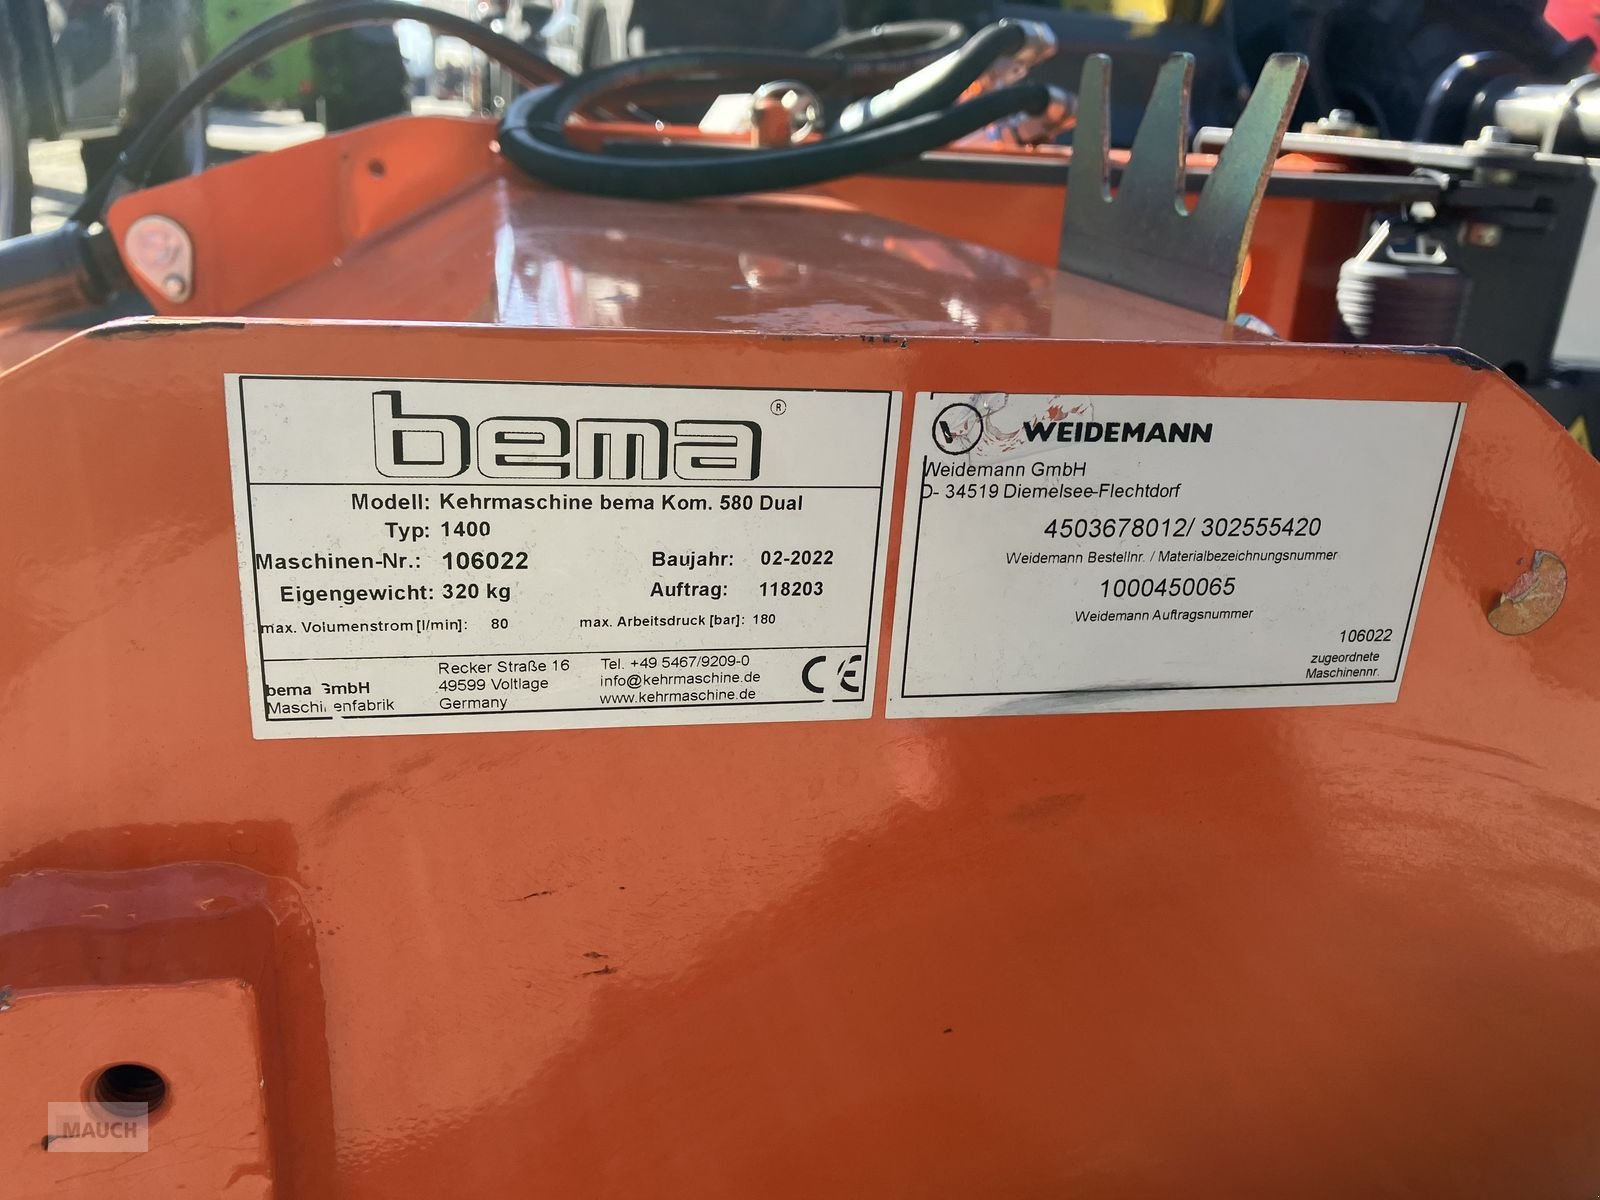 bema ®
Modell: Kehrmaschine bema Kom. 580 Dual
Typ: 1400
Maschinen-Nr.: 106022 Baujahr: 02-2022
Eigengewicht: 320 kg Auftrag: 118203
max. Volumenstrom [l/min]: 80 max. Arbeitsdruck [bar]: 180
bema GmbH
Maschinenfabrik
Recker Straße 16
49599 Voltlage
Germany
Tel. +49 5467/9209-0
info@kehrmaschine.de
www.kehrmaschine.de
CE
WEIDEMANN
Weidemann GmbH
D- 34519 Diemelsee-Flechtdorf
4503678012/ 302555420
Weidemann Bestellnr. / Materialbezeichnungsnummer
1000450065
Weidemann Auftragsnummer
106022
zugeordnete
Maschinennr.
MAUCH